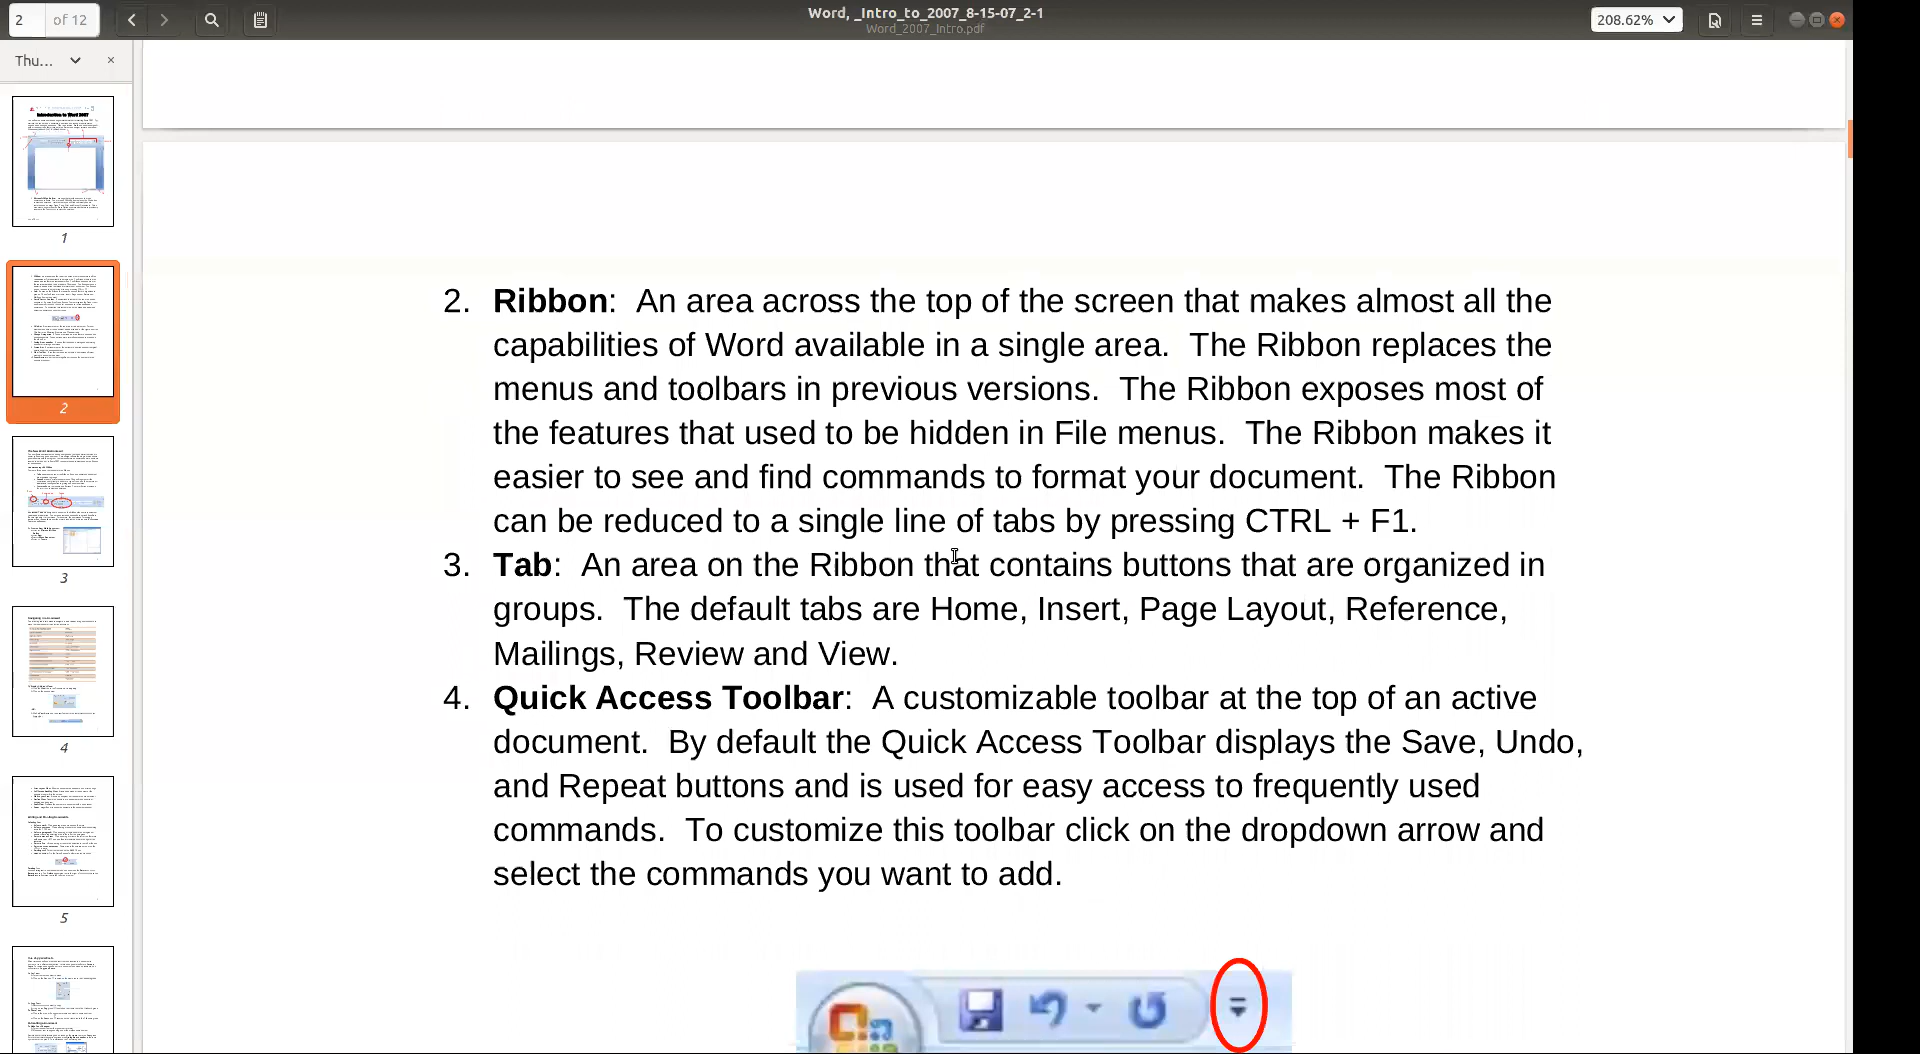 2 of 12
Word, _Intro_to_2007_8-15-07_2-1
Word_2007_Intro.pdf
208.62%
Thu...
1
2
3
4
5
2. Ribbon: An area across the top of the screen that makes almost all the
capabilities of Word available in a single area. The Ribbon replaces the
menus and toolbars in previous versions. The Ribbon exposes most of
the features that used to be hidden in File menus. The Ribbon makes it
easier to see and find commands to format your document. The Ribbon
can be reduced to a single line of tabs by pressing CTRL + F1.
3. Tab: An area on the Ribbon that contains buttons that are organized in
groups. The default tabs are Home, Insert, Page Layout, Reference,
Mailings, Review and View.
4. Quick Access Toolbar: A customizable toolbar at the top of an active
document. By default the Quick Access Toolbar displays the Save, Undo,
and Repeat buttons and is used for easy access to frequently used
commands. To customize this toolbar click on the dropdown arrow and
select the commands you want to add.